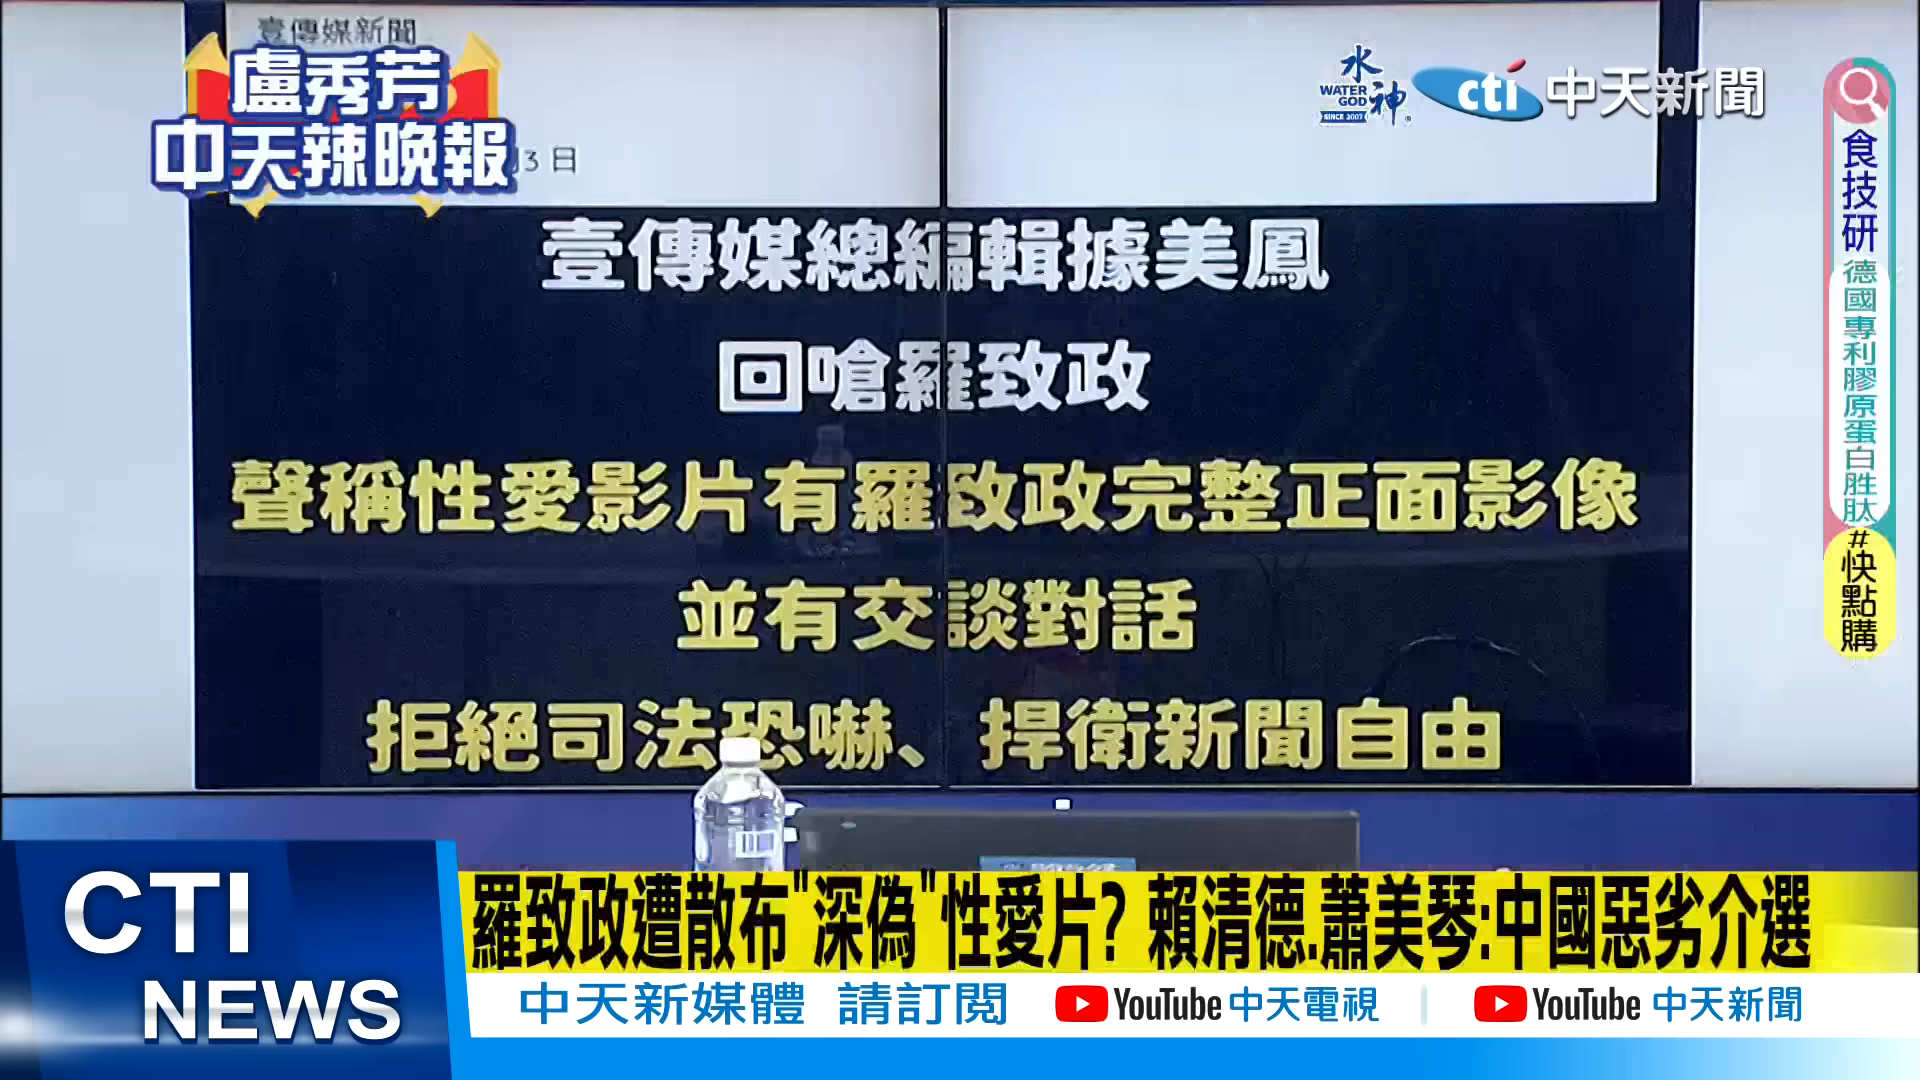 壹傳媒新聞
盧秀芳
中天辣晚報
3 日
水神
WATER GOD
SINCE 2007
cti 中天新聞
食技研
德國專利膠原蛋白胜肽
#快點購
壹傳媒總編輯據美鳳
回嗆羅致政
聲稱性愛影片有羅致政完整正面影像
並有交談對話
拒絕司法恐嚇、捍衛新聞自由
CTI
NEWS
羅致政遭散布"深偽"性愛片? 賴清德.蕭美琴:中國惡劣介選
中天新媒體 請訂閱 YouTube 中天電視 | YouTube 中天新聞